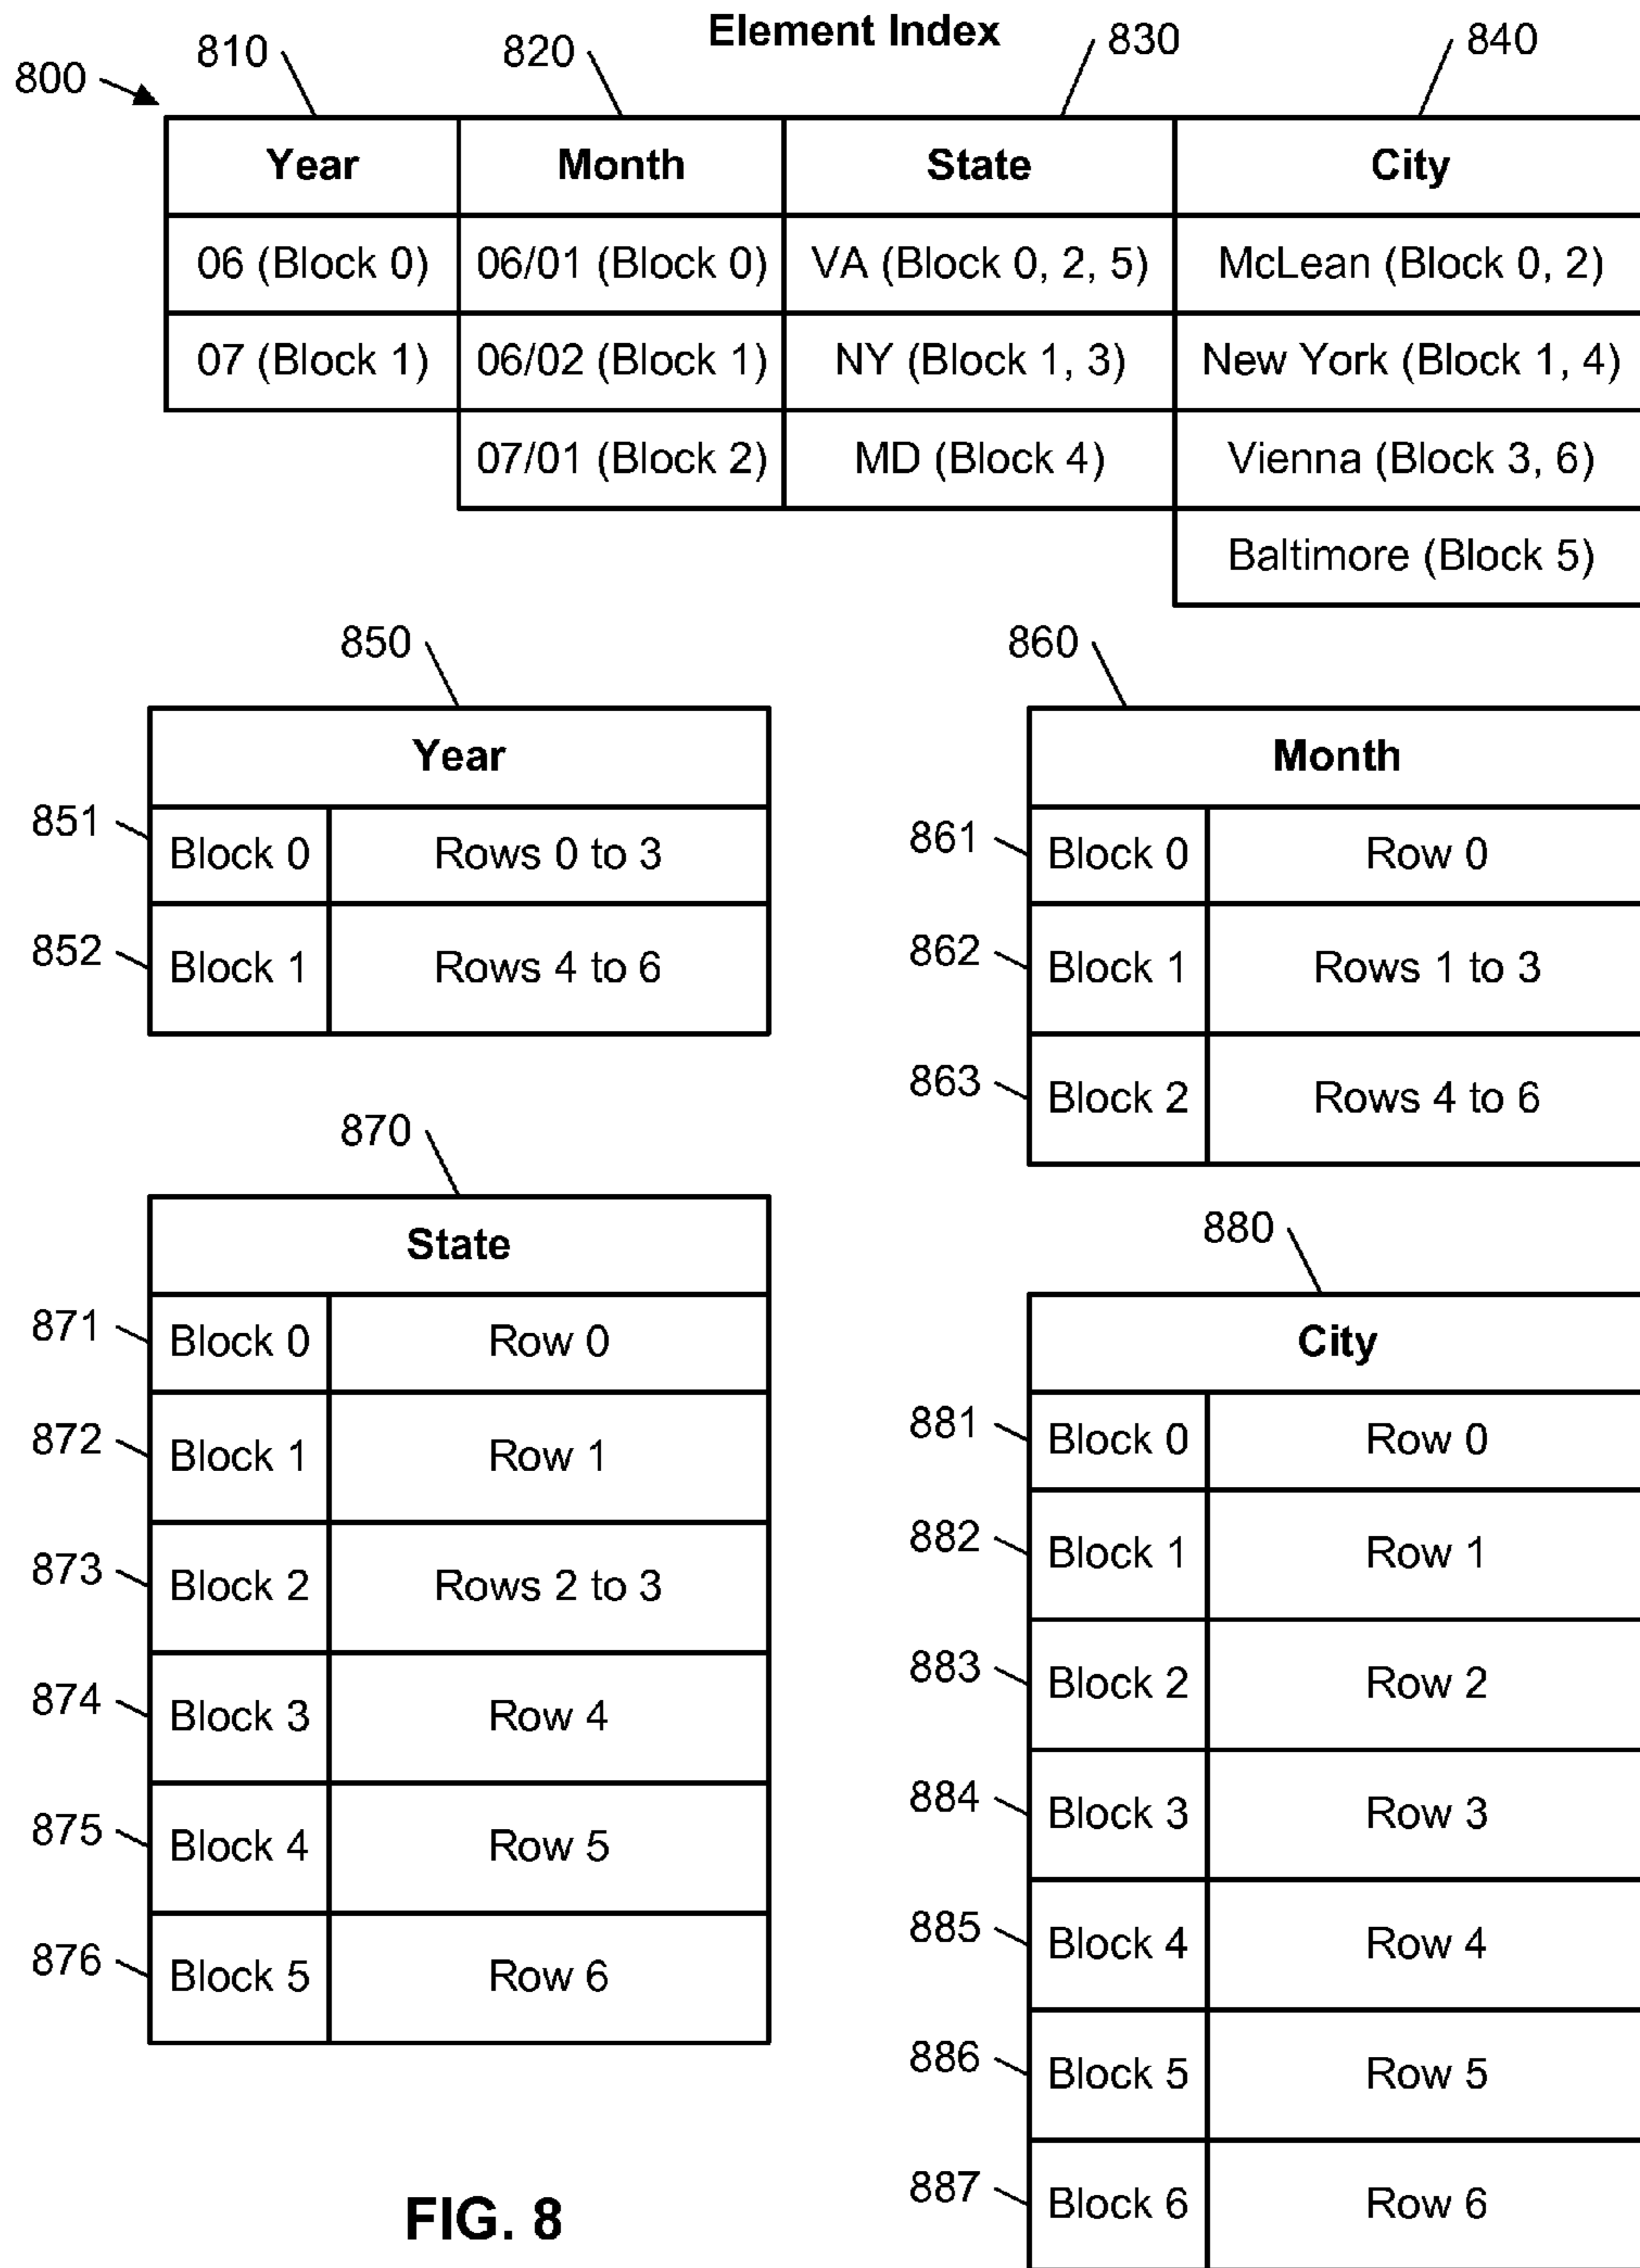 Element Index
800
810
820
830
840
Year Month State City
06 (Block 0) 06/01 (Block 0) VA (Block 0, 2, 5) McLean (Block 0, 2)
07 (Block 1) 06/02 (Block 1) NY (Block 1, 3) New York (Block 1, 4)
07/01 (Block 2) MD (Block 4) Vienna (Block 3, 6)
Baltimore (Block 5)
850
Year
851 Block 0 Rows 0 to 3
852 Block 1 Rows 4 to 6
860
Month
861 Block 0 Row 0
862 Block 1 Rows 1 to 3
863 Block 2 Rows 4 to 6
870
State
871 Block 0 Row 0
872 Block 1 Row 1
873 Block 2 Rows 2 to 3
874 Block 3 Row 4
875 Block 4 Row 5
876 Block 5 Row 6
880
City
881 Block 0 Row 0
882 Block 1 Row 1
883 Block 2 Row 2
884 Block 3 Row 3
885 Block 4 Row 4
886 Block 5 Row 5
887 Block 6 Row 6
FIG. 8